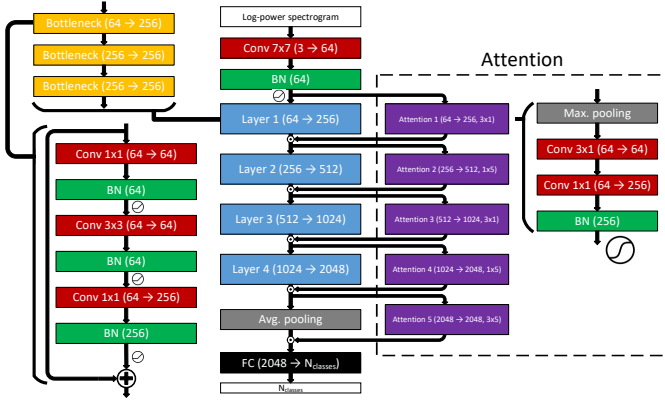 Bottleneck (64 → 256)
Bottleneck (256 → 256)
Bottleneck (256 → 256)
Conv 1x1 (64 → 64)
BN (64)
Conv 3x3 (64 → 64)
BN (64)
Conv 1x1 (64 → 256)
BN (256)
Log-power spectrogram
Conv 7x7 (3 → 64)
BN (64)
Layer 1 (64 → 256)
Layer 2 (256 → 512)
Layer 3 (512 → 1024)
Layer 4 (1024 → 2048)
Avg. pooling
FC (2048 → Nclasses)
Nclasses
Attention
Attention 1 (64 → 256, 3x1)
Attention 2 (256 → 512, 1x5)
Attention 3 (512 → 1024, 3x1)
Attention 4 (1024 → 2048, 1x5)
Attention 5 (2048 → 2048, 3x5)
Max. pooling
Conv 3x1 (64 → 64)
Conv 1x1 (64 → 256)
BN (256)